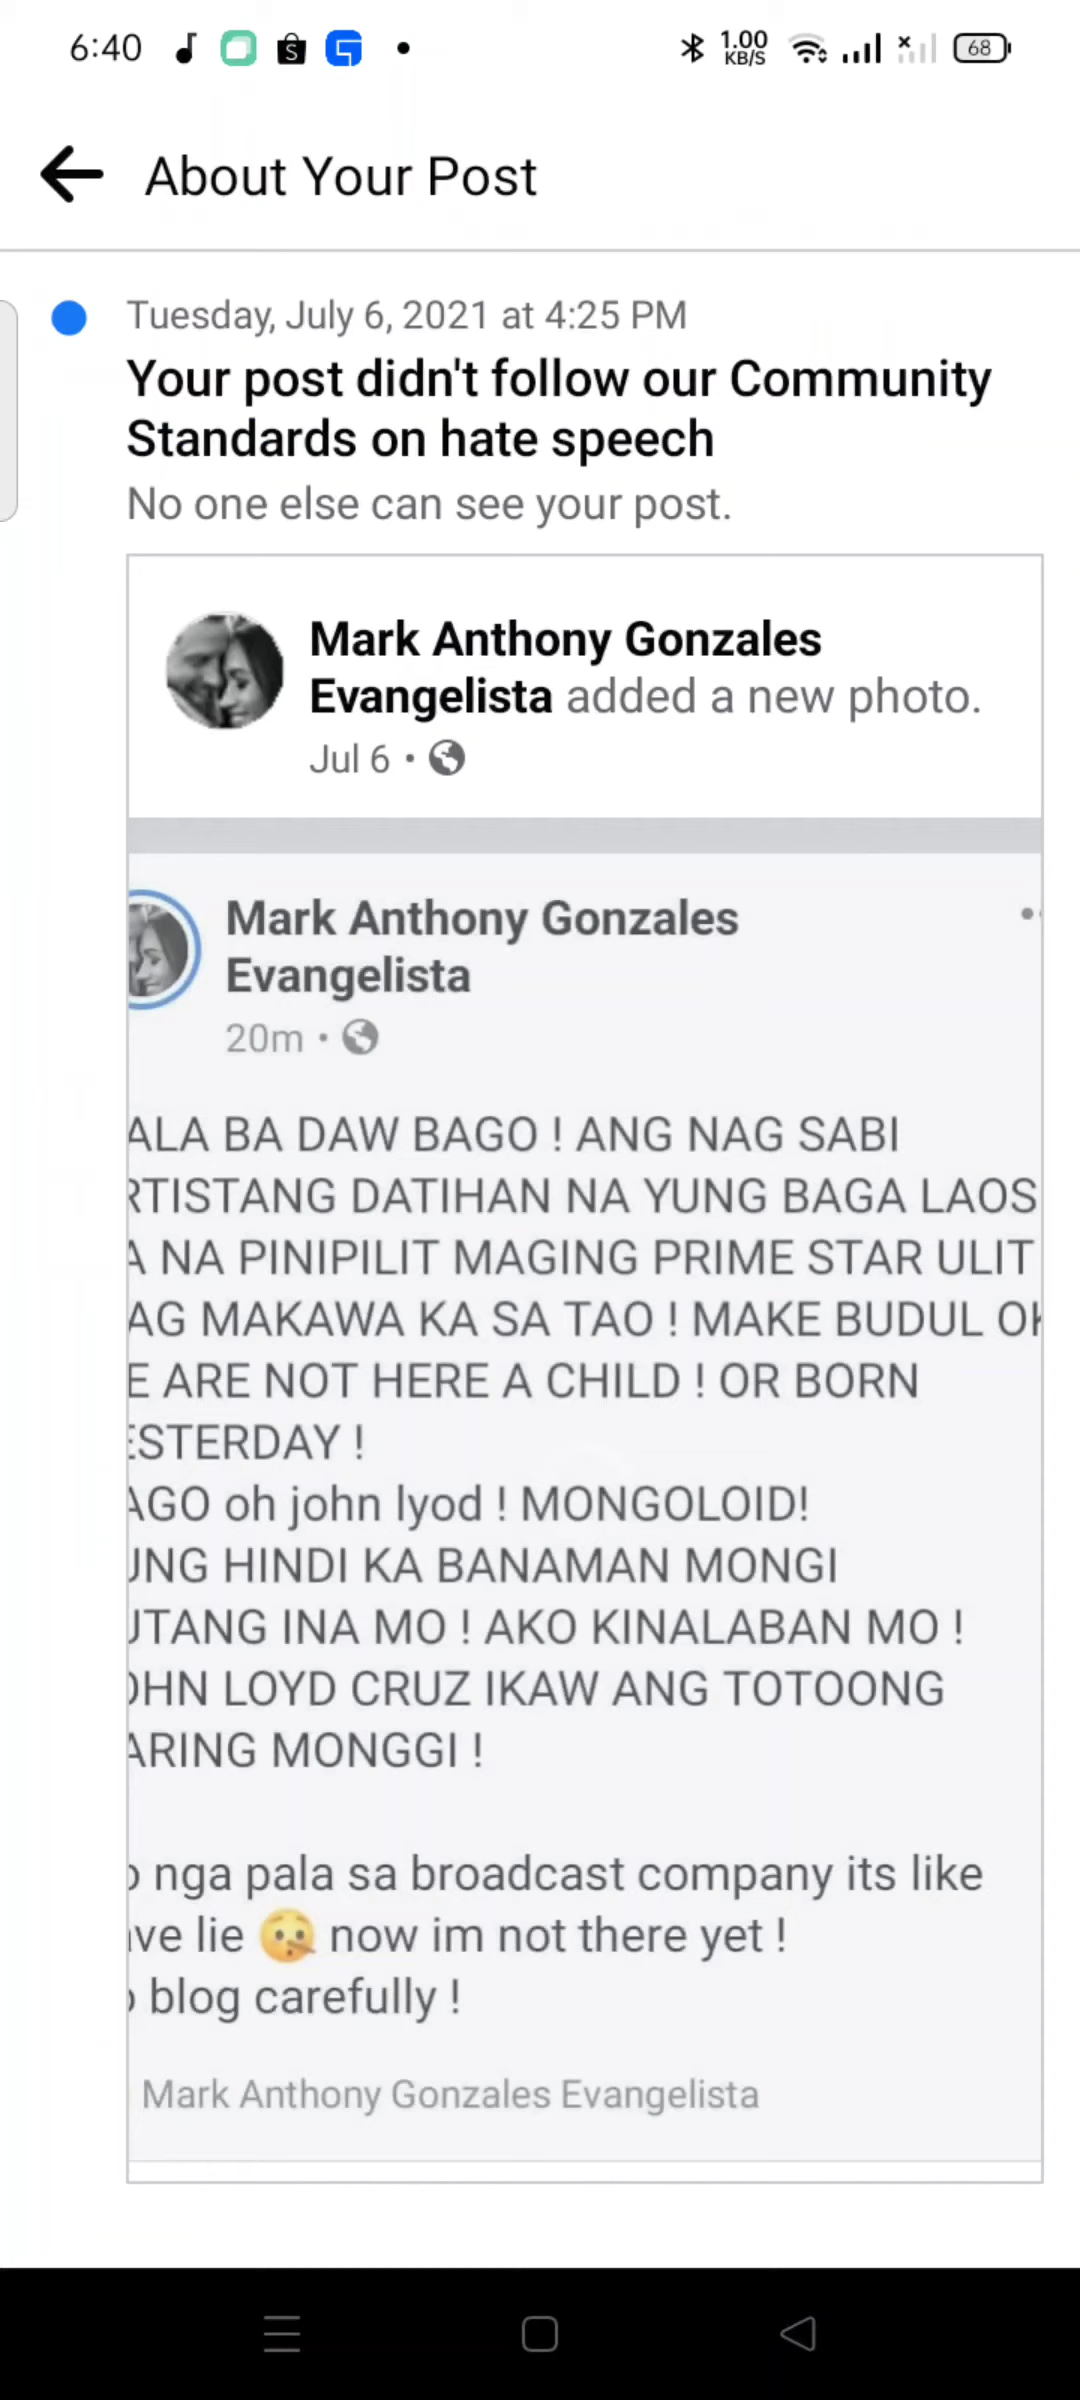 6:40
1.00
KB/S
68
About Your Post
Tuesday, July 6, 2021 at 4:25 PM
Your post didn't follow our Community
Standards on hate speech
No one else can see your post.
Mark Anthony Gonzales
Evangelista added a new photo.
Jul 6 •
Mark Anthony Gonzales
Evangelista
20m •
ALA BA DAW BAGO ! ANG NAG SABI
RTISTANG DATIHAN NA YUNG BAGA LAOS
A NA PINIPILIT MAGING PRIME STAR ULIT
AG MAKAWA KA SA TAO ! MAKE BUDUL
E ARE NOT HERE A CHILD ! OR BORN
ESTERDAY !
AGO oh john lyod ! MONGOLOID!
UNG HINDI KA BANAMAN MONGI
UTANG INA MO ! AKO KINALABAN MO !
OHN LOYD CRUZ IKAW ANG TOTOONG
ARING MONGGI !
nga pala sa broadcast company its like
ve lie 🤥 now im not there yet !
blog carefully !
Mark Anthony Gonzales Evangelista